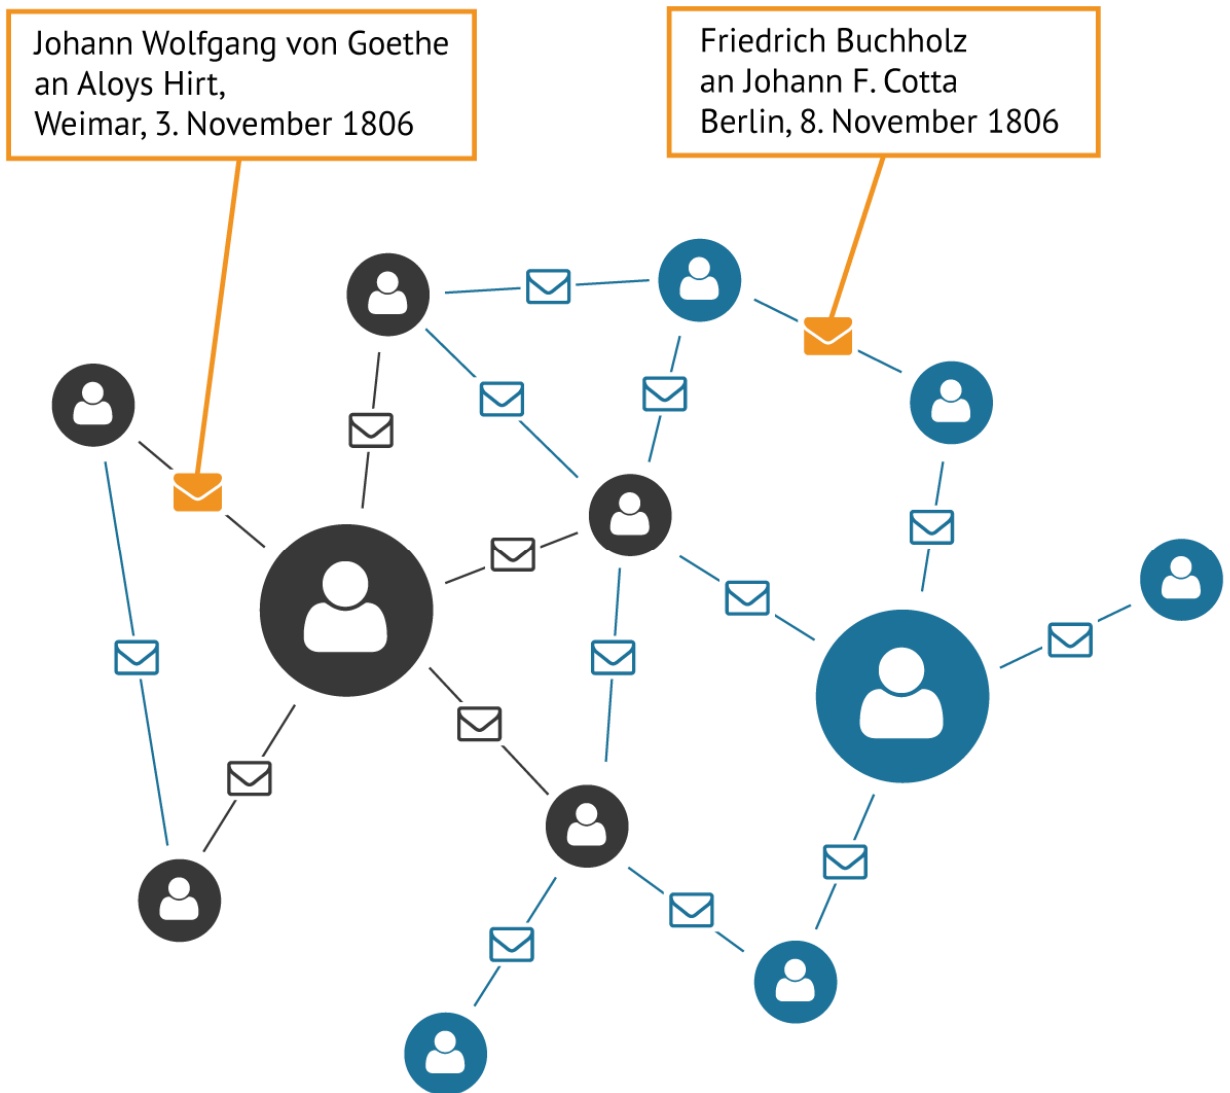 Johann Wolfgang von Goethe
an Aloys Hirt,
Weimar, 3. November 1806
Friedrich Buchholz
an Johann F. Cotta
Berlin, 8. November 1806